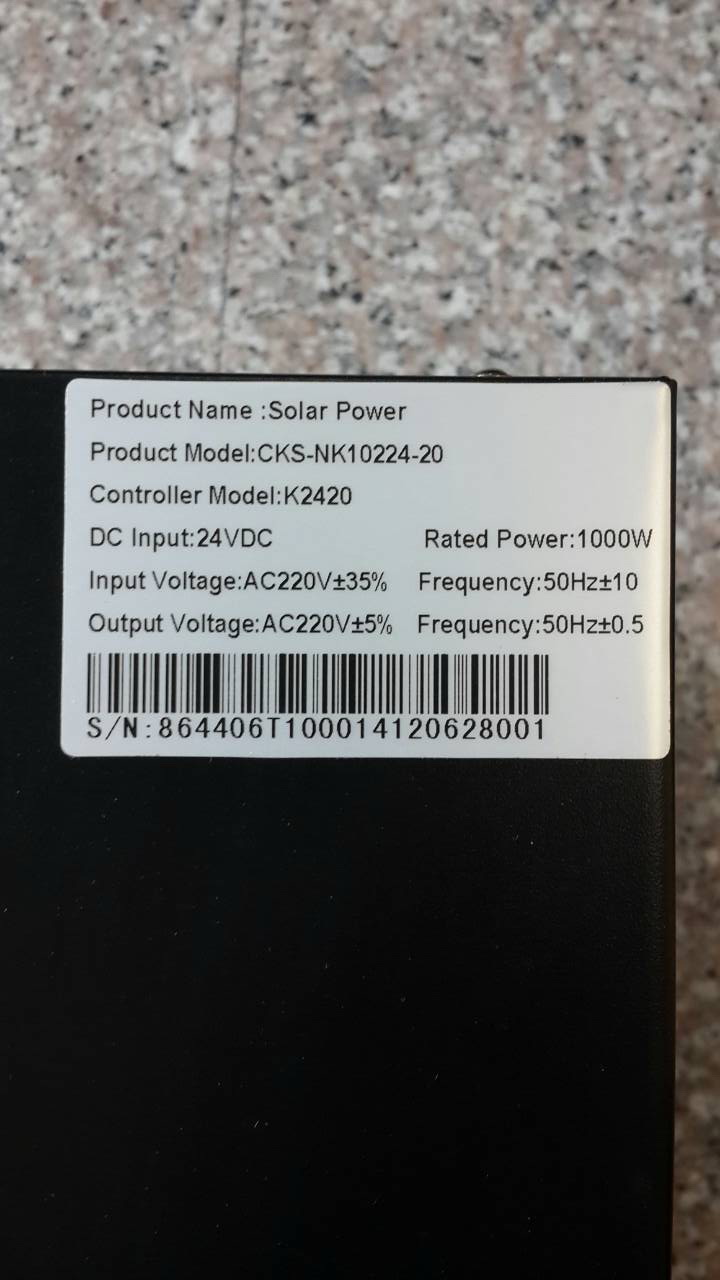 Product Name :Solar Power
Product Model:CKS-NK10224-20
Controller Model:K2420
DC Input:24VDC Rated Power:1000W
Input Voltage:AC220V±35% Frequency:50Hz±10
Output Voltage:AC220V±5% Frequency:50Hz±0.5
S/N:864406T100014120628001